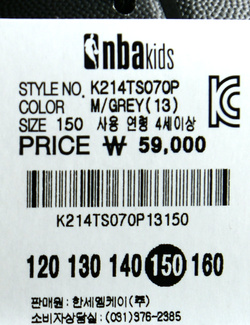 nbakids
STYLE NO. K214TS070P
COLOR M/GREY(13)
SIZE 150 사용 연령 4세이상
PRICE ₩ 59,000
K214TS070P13150
120 130 140 150 160
판매원 : 한세엠케이(주)
소비자상담실 : (031)376-2385